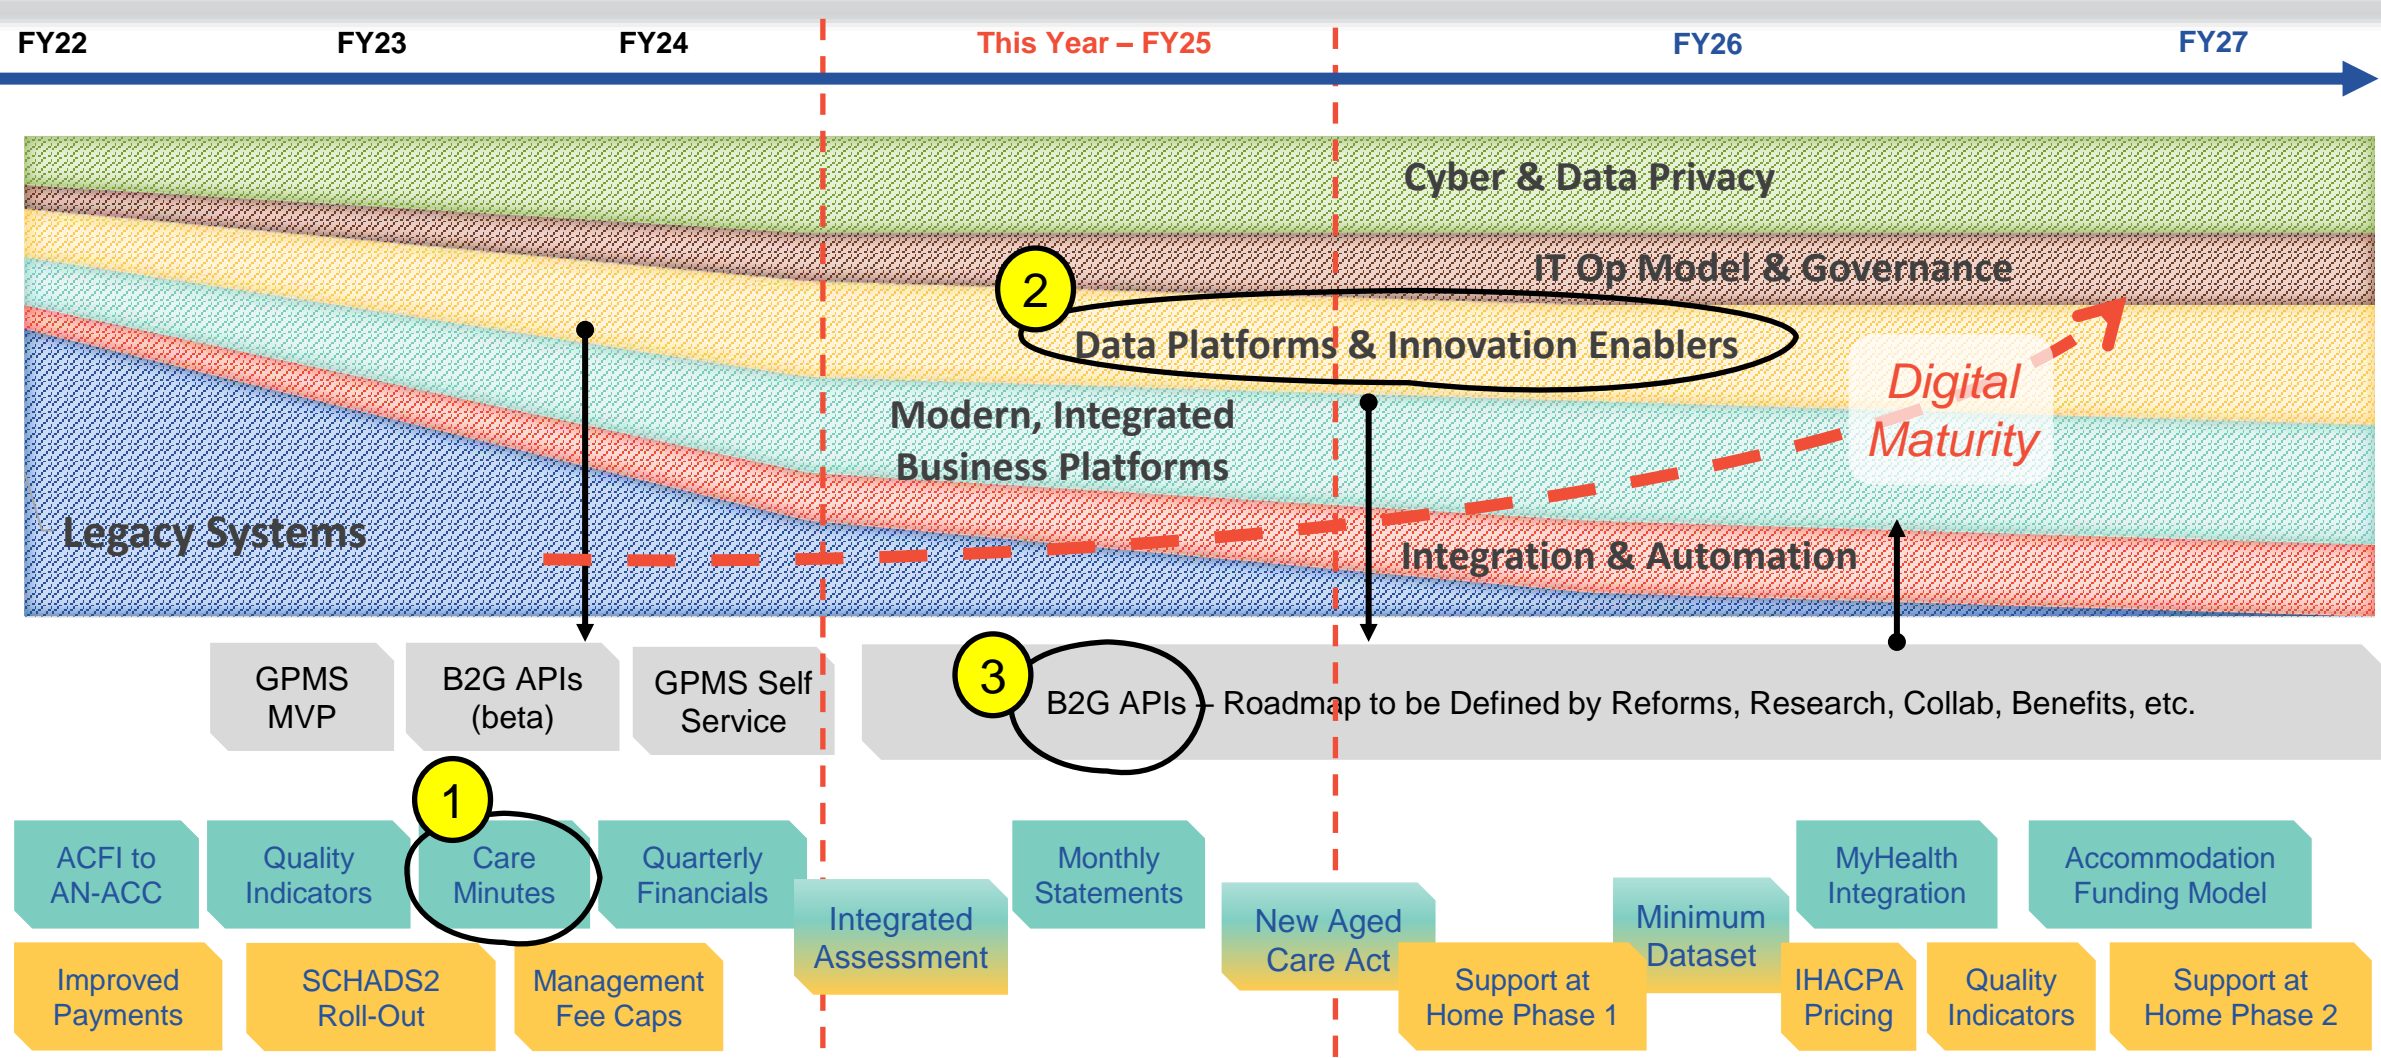 FY22
FY23
FY24
This Year – FY25
FY26
FY27
Cyber & Data Privacy
IT Op Model & Governance
2
Data Platforms & Innovation Enablers
Digital
Maturity
Modern, Integrated
Business Platforms
Legacy Systems
Integration & Automation
GPMS
MVP
B2G APIs
(beta)
GPMS Self
Service
3
B2G APIs – Roadmap to be Defined by Reforms, Research, Collab, Benefits, etc.
1
ACFI to
AN-ACC
Quality
Indicators
Care
Minutes
Quarterly
Financials
Integrated
Assessment
Monthly
Statements
New Aged
Care Act
Minimum
Dataset
MyHealth
Integration
Accommodation
Funding Model
Improved
Payments
SCHADS2
Roll-Out
Management
Fee Caps
Support at
Home Phase 1
IHACPA
Pricing
Quality
Indicators
Support at
Home Phase 2